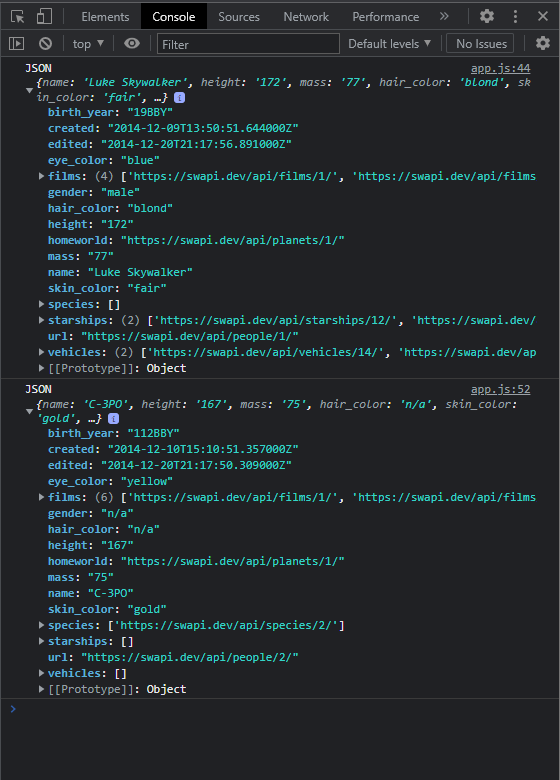 Elements Console Sources Network Performance »
top ▾ Filter Default levels ▾ No Issues
JSON app.js:44
{name: 'Luke Skywalker', height: '172', mass: '77', hair_color: 'blond', sk
in_color: 'fair', …} i
birth_year: "19BBY"
created: "2014-12-09T13:50:51.644000Z"
edited: "2014-12-20T21:17:56.891000Z"
eye_color: "blue"
films: (4) ['https://swapi.dev/api/films/1/', 'https://swapi.dev/api/films
gender: "male"
hair_color: "blond"
height: "172"
homeworld: "https://swapi.dev/api/planets/1/"
mass: "77"
name: "Luke Skywalker"
skin_color: "fair"
species: []
starships: (2) ['https://swapi.dev/api/starships/12/', 'https://swapi.dev/
url: "https://swapi.dev/api/people/1/"
vehicles: (2) ['https://swapi.dev/api/vehicles/14/', 'https://swapi.dev/ap
[[Prototype]]: Object
JSON app.js:52
{name: 'C-3PO', height: '167', mass: '75', hair_color: 'n/a', skin_color:
'gold', …} i
birth_year: "112BBY"
created: "2014-12-10T15:10:51.357000Z"
edited: "2014-12-20T21:17:50.309000Z"
eye_color: "yellow"
films: (6) ['https://swapi.dev/api/films/1/', 'https://swapi.dev/api/films
gender: "n/a"
hair_color: "n/a"
height: "167"
homeworld: "https://swapi.dev/api/planets/1/"
mass: "75"
name: "C-3PO"
skin_color: "gold"
species: ['https://swapi.dev/api/species/2/']
starships: []
url: "https://swapi.dev/api/people/2/"
vehicles: []
[[Prototype]]: Object